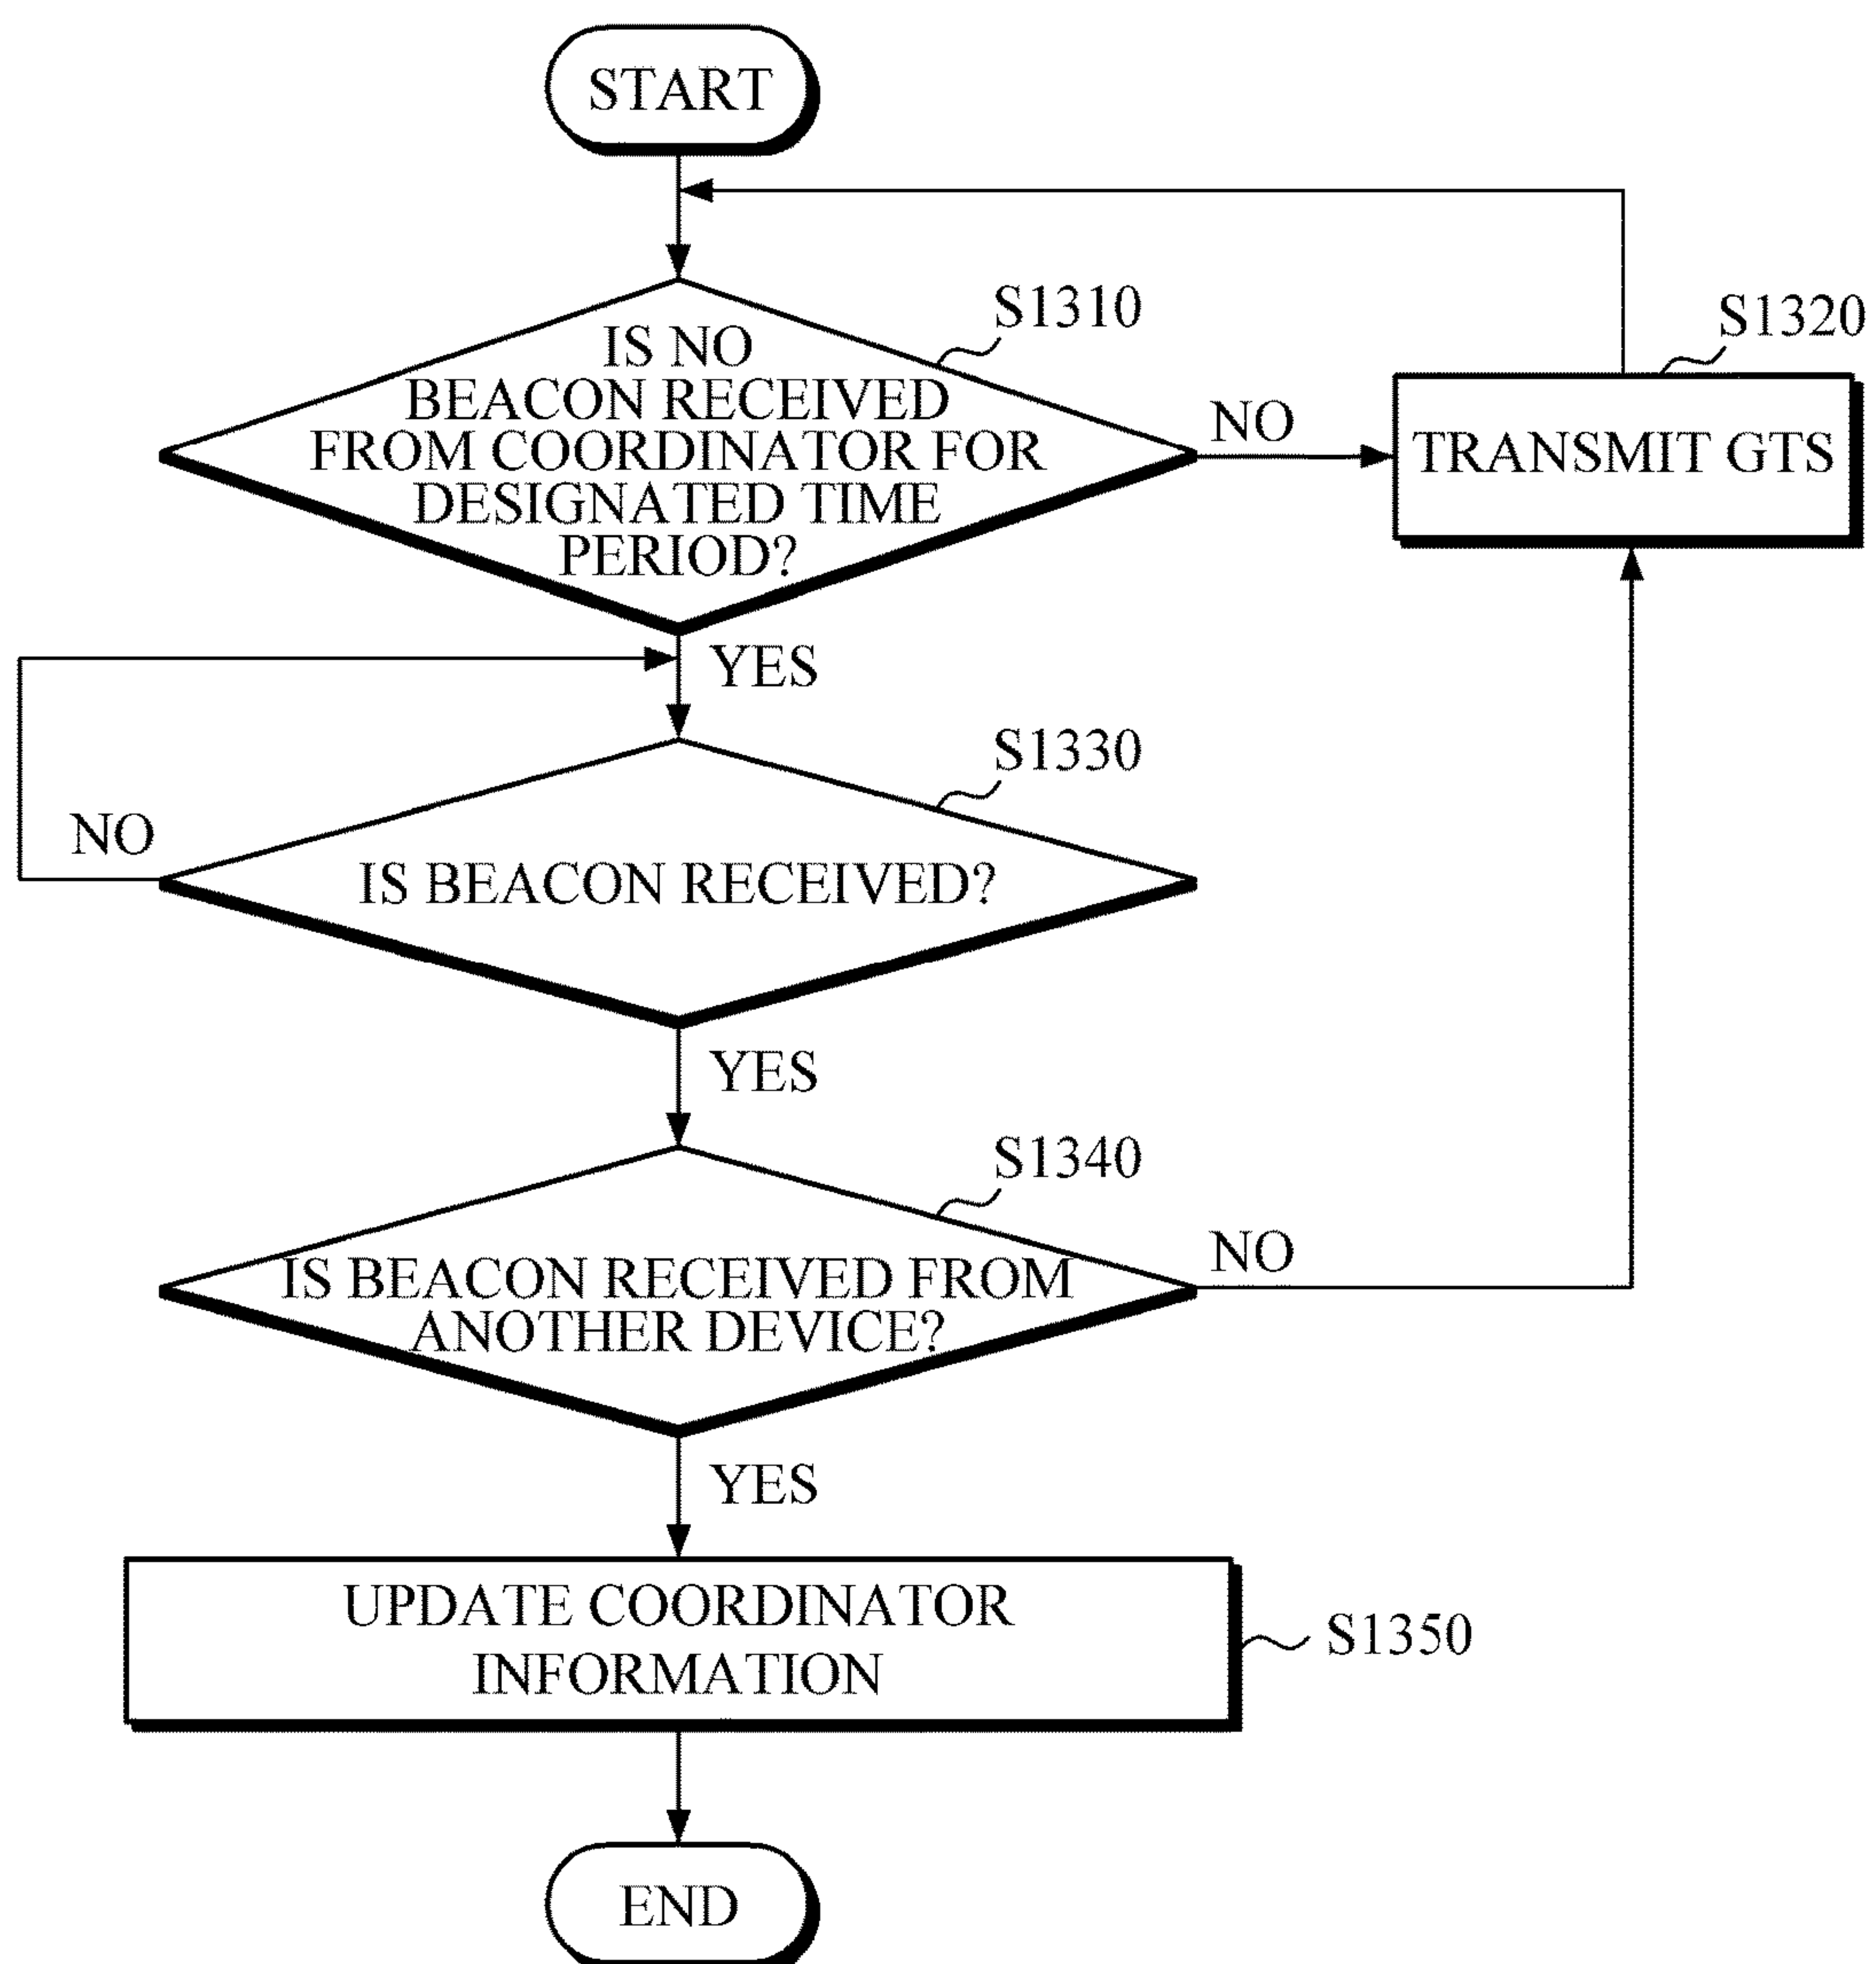 START
S1310
IS NO
BEACON RECEIVED
FROM COORDINATOR FOR
DESIGNATED TIME
PERIOD?
NO
S1320
TRANSMIT GTS
YES
S1330
NO
IS BEACON RECEIVED?
YES
S1340
IS BEACON RECEIVED FROM
ANOTHER DEVICE?
NO
YES
UPDATE COORDINATOR
INFORMATION
S1350
END